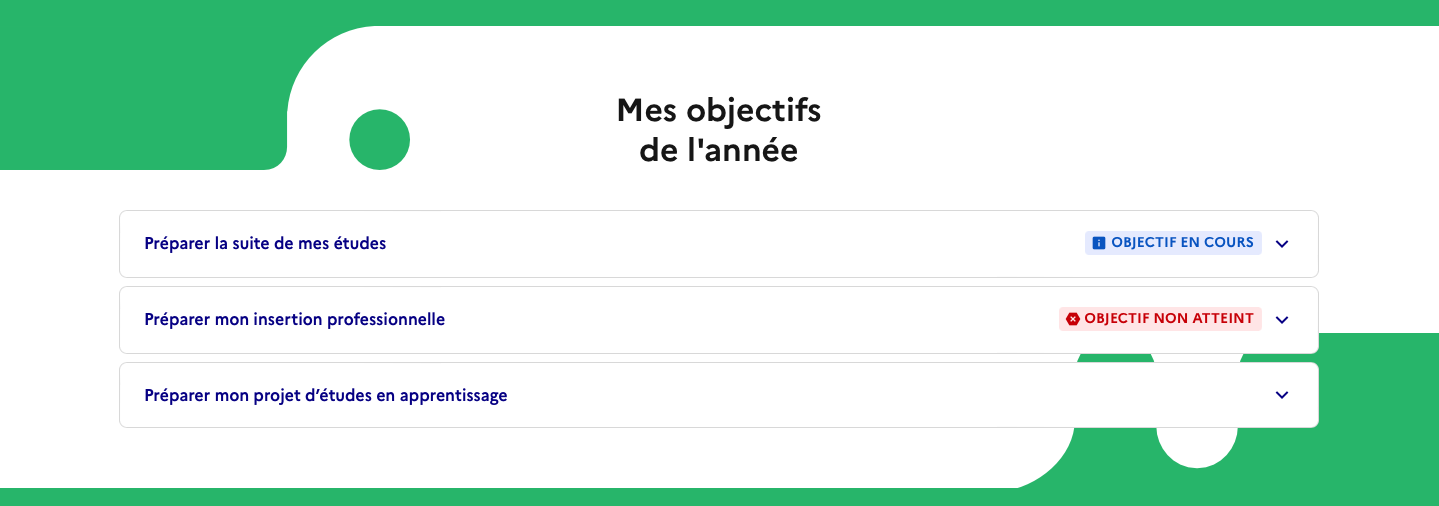 Mes objectifs
de l'année
Préparer la suite de mes études
OBJECTIF EN COURS
Préparer mon insertion professionnelle
OBJECTIF NON ATTEINT
Préparer mon projet d’études en apprentissage